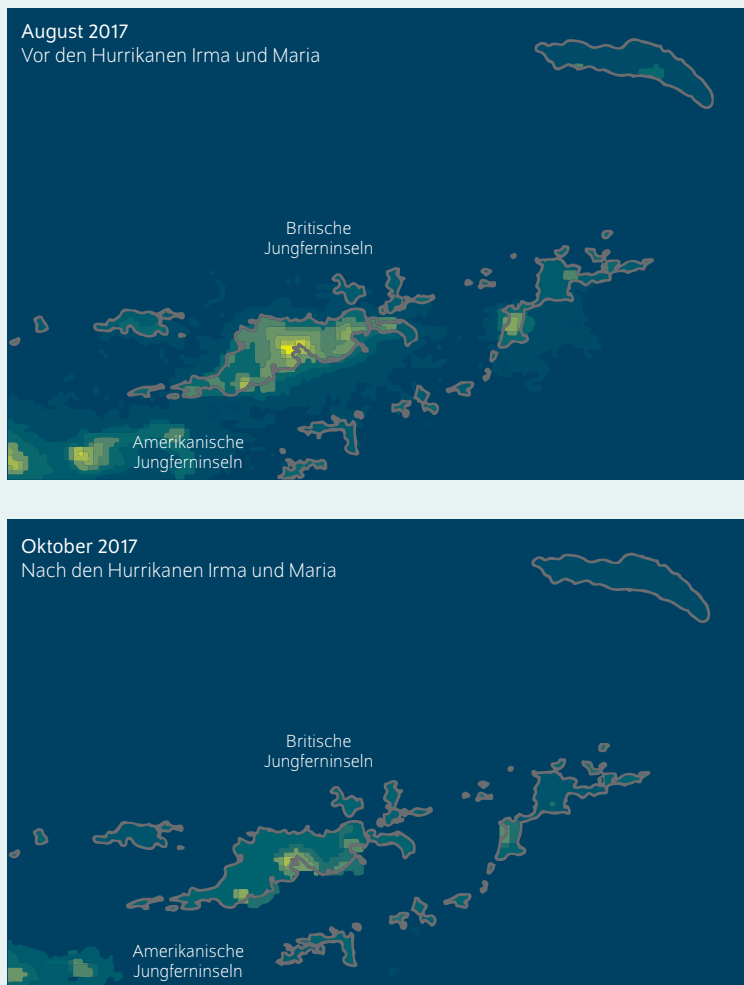 August 2017
Vor den Hurrikanen Irma und Maria
Britische
Jungferninseln
Amerikanische
Jungferninseln
Oktober 2017
Nach den Hurrikanen Irma und Maria
Britische
Jungferninseln
Amerikanische
Jungferninseln